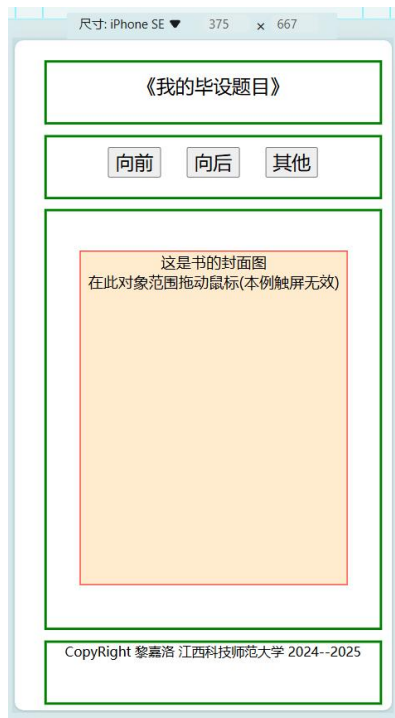 尺寸: iPhone SE ▼ 375 × 667
《我的毕设题目》
向前 向后 其他
这是书的封面图
在此对象范围拖动鼠标(本例触屏无效)
CopyRight 黎嘉洛 江西科技师范大学 2024--2025